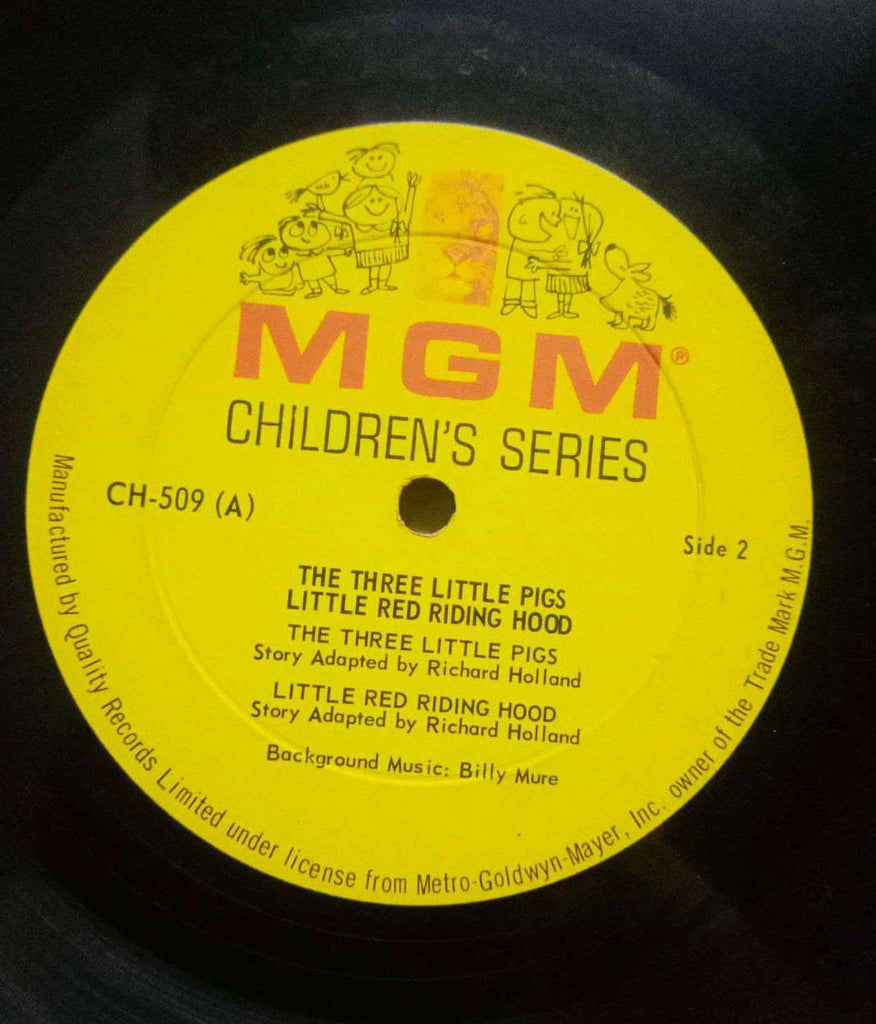 MGM®
CHILDREN'S SERIES
CH-509 (A)
Side 2
THE THREE LITTLE PIGS
LITTLE RED RIDING HOOD
THE THREE LITTLE PIGS
Story Adapted by Richard Holland
LITTLE RED RIDING HOOD
Story Adapted by Richard Holland
Background Music: Billy Mure
Manufactured by Quality Records Limited under license from Metro-Goldwyn-Mayer, Inc. owner of the Trade Mark M.G.M.